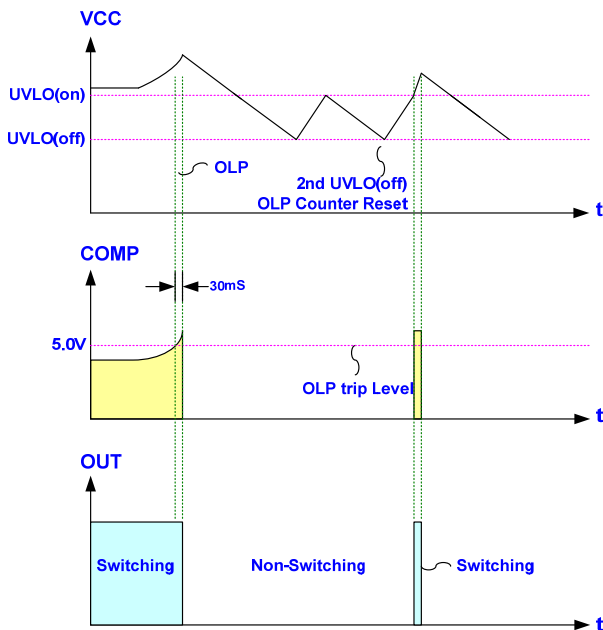 VCC
UVLO(on)
UVLO(off)
OLP
2nd UVLO(off)
OLP Counter Reset
t
COMP
30mS
5.0V
OLP trip Level
t
OUT
Switching
Non-Switching
Switching
t